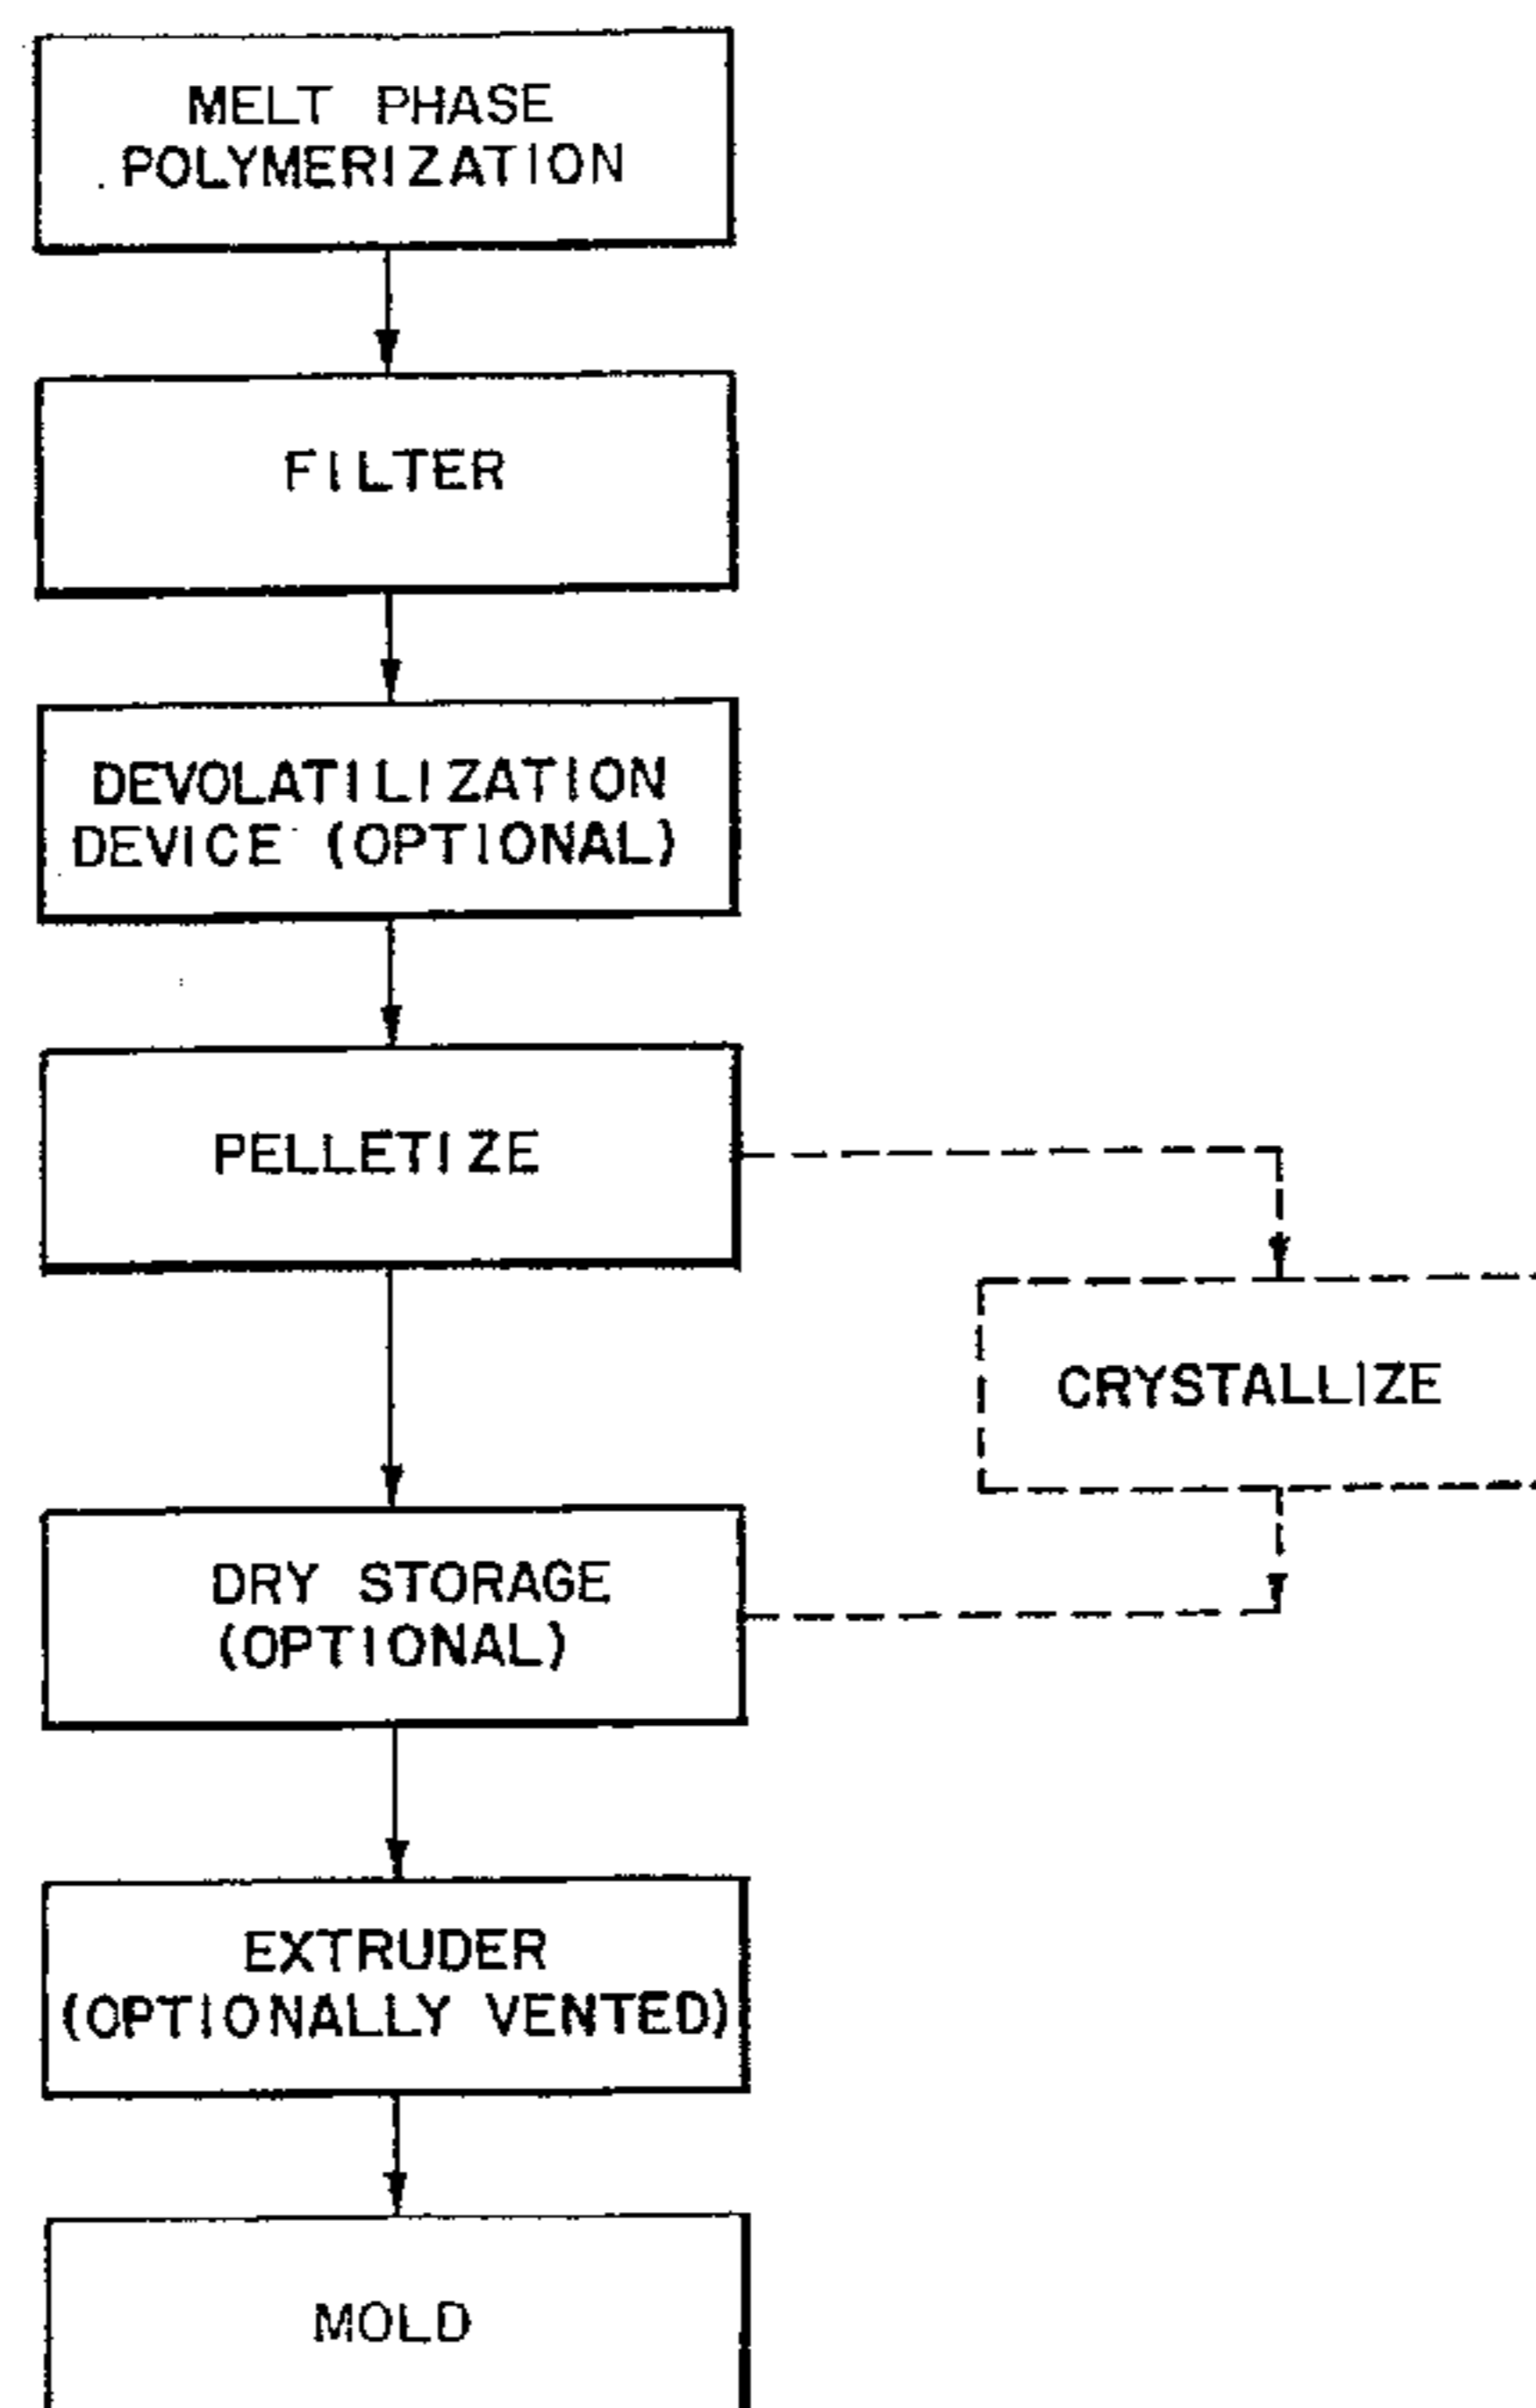 MELT PHASE
POLYMERIZATION
FILTER
DEVOLATILIZATION
DEVICE (OPTIONAL)
PELLETIZE
CRYSTALLIZE
DRY STORAGE
(OPTIONAL)
EXTRUDER
(OPTIONALLY VENTED)
MOLD